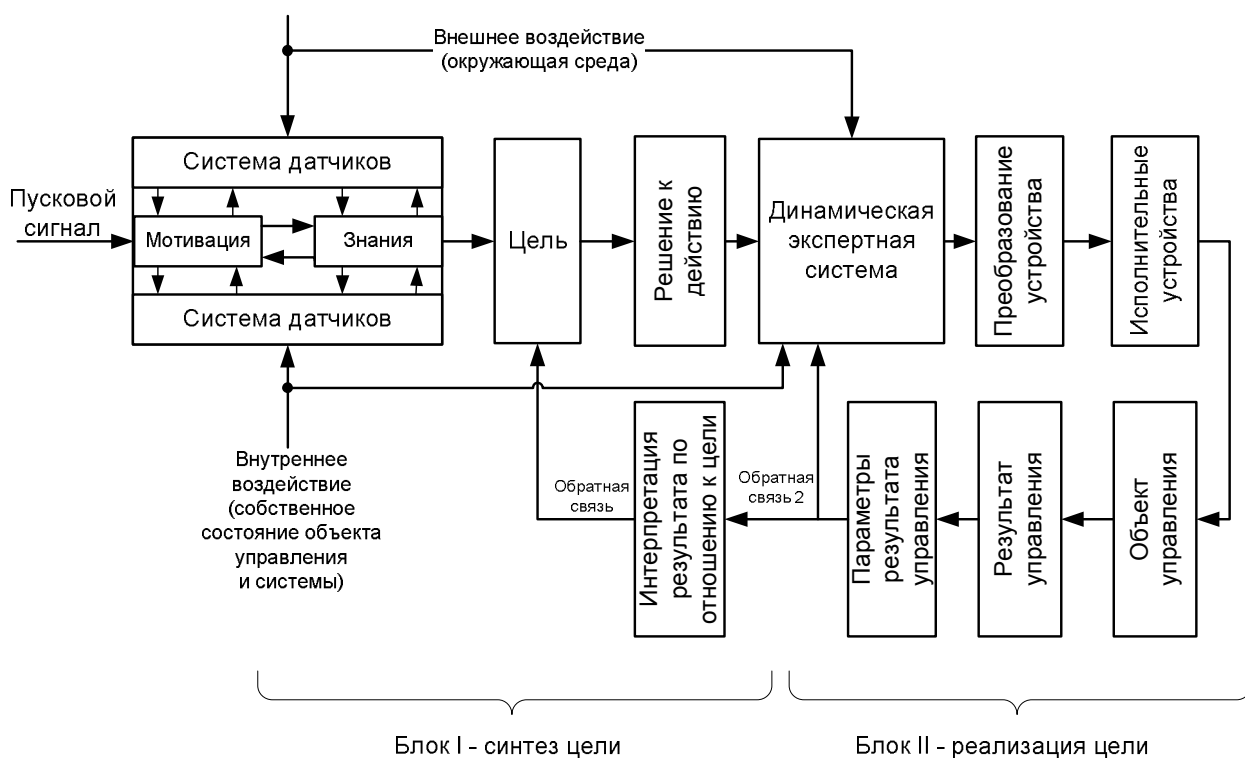 Внешнее воздействие
(окружающая среда)
Пусковой
сигнал
Система датчиков
Мотивация
Знания
Система датчиков
Цель
Решение к
действию
Динамическая
экспертная
система
Преобразование
устройства
Исполнительные
устройства
Внутреннее
воздействие
(собственное
состояние объекта
управления
и системы)
Обратная
связь
Интерпретация
результата по
отношению к цели
Обратная
связь 2
Параметры
результата
управления
Результат
управления
Объект
управления
Блок I - синтез цели
Блок II - реализация цели